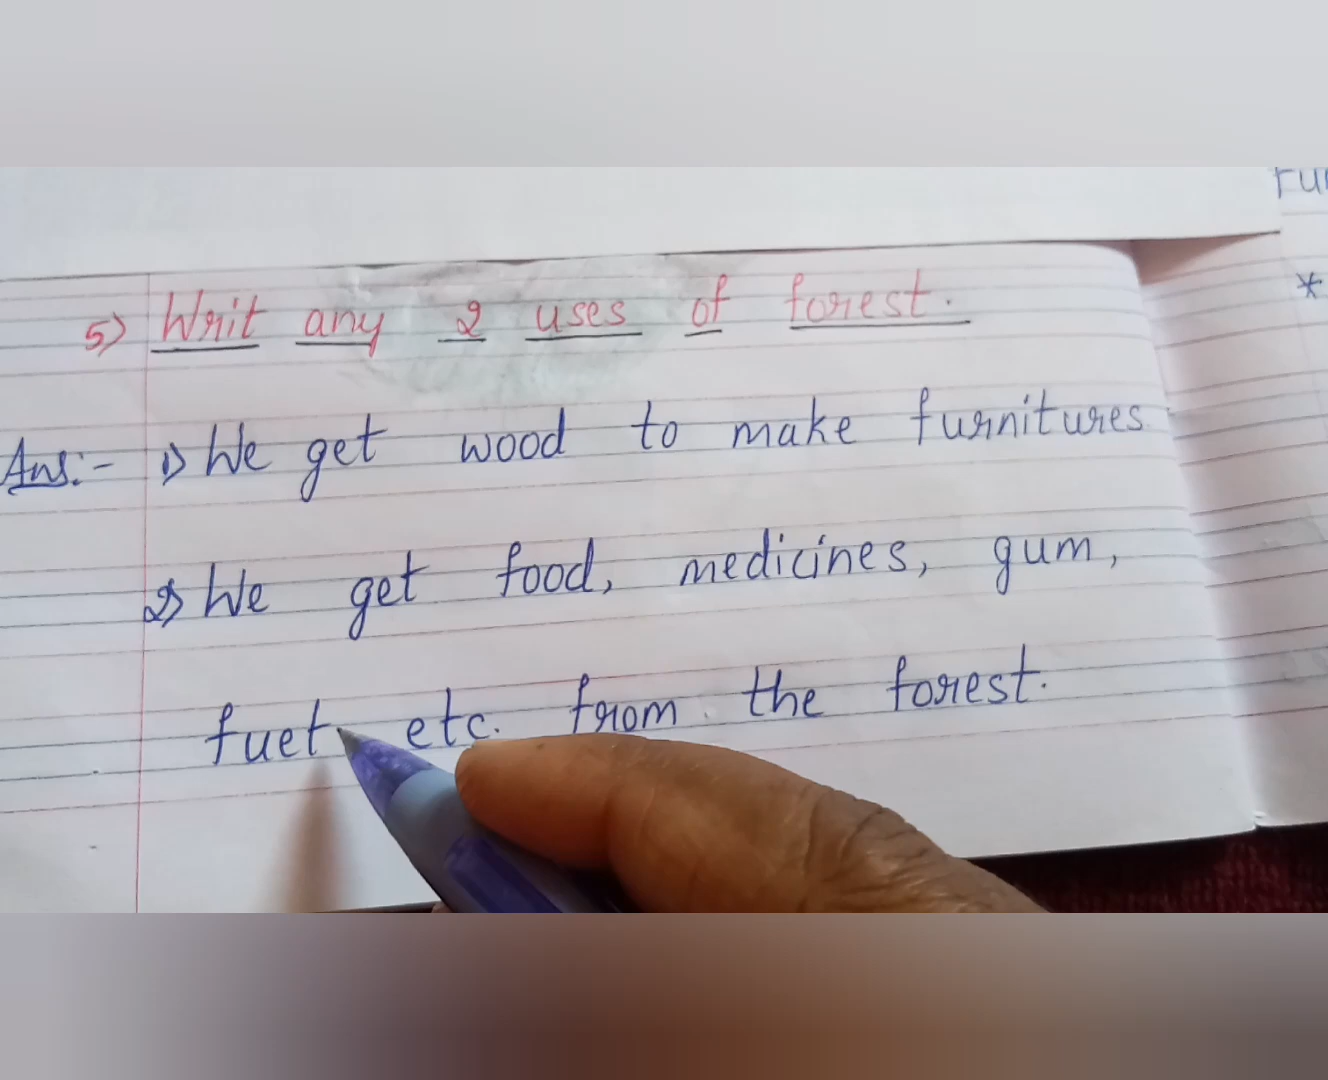 5) Writ any 2 uses of forest.
Ans:- 1) We get wood to make furnitures.
2) We get food, medicines, gum,
fuet etc. from the forest.
*